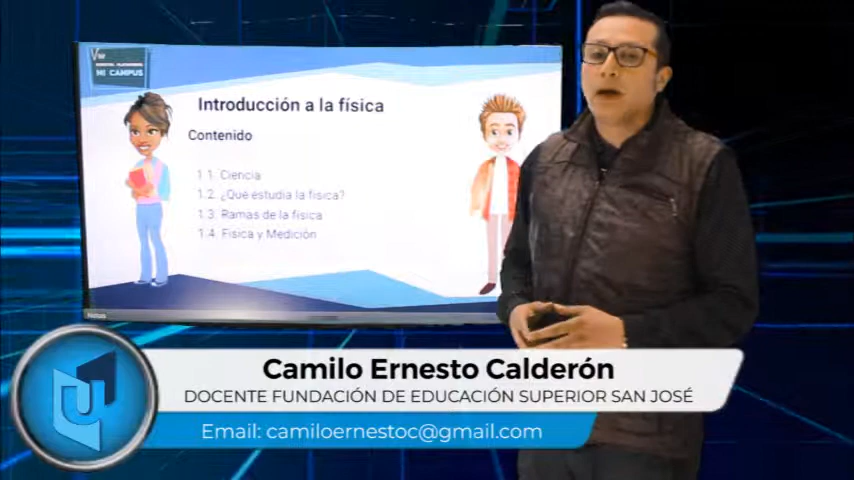 MI CAMPUS
Introducción a la física
Contenido
1.1. Ciencia
1.2. ¿Qué estudia la física?
1.3. Ramas de la física
1.4. Física y Medición
Camilo Ernesto Calderón
DOCENTE FUNDACIÓN DE EDUCACIÓN SUPERIOR SAN JOSÉ
Email: camiloernestoc@gmail.com